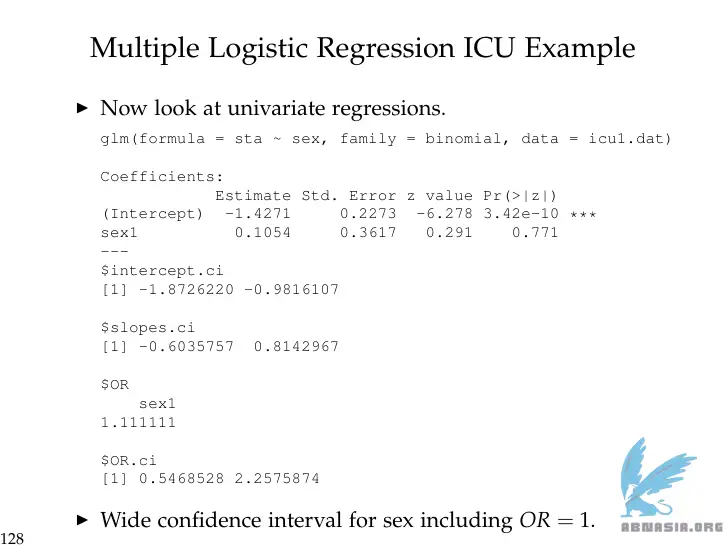 Multiple Logistic Regression ICU Example
▶ Now look at univariate regressions.
glm(formula = sta ~ sex, family = binomial, data = icu1.dat)
Coefficients:
Estimate Std. Error z value Pr(>|z|)
(Intercept) -1.4271 0.2273 -6.278 3.42e-10 ***
sex1 0.1054 0.3617 0.291 0.771
---
$intercept.ci
[1] -1.8726220 -0.9816107
$slopes.ci
[1] -0.6035757 0.8142967
$OR
sex1
1.111111
$OR.ci
[1] 0.5468528 2.2575874
ABMASIA.ORG
▶ Wide confidence interval for sex including OR = 1.
128